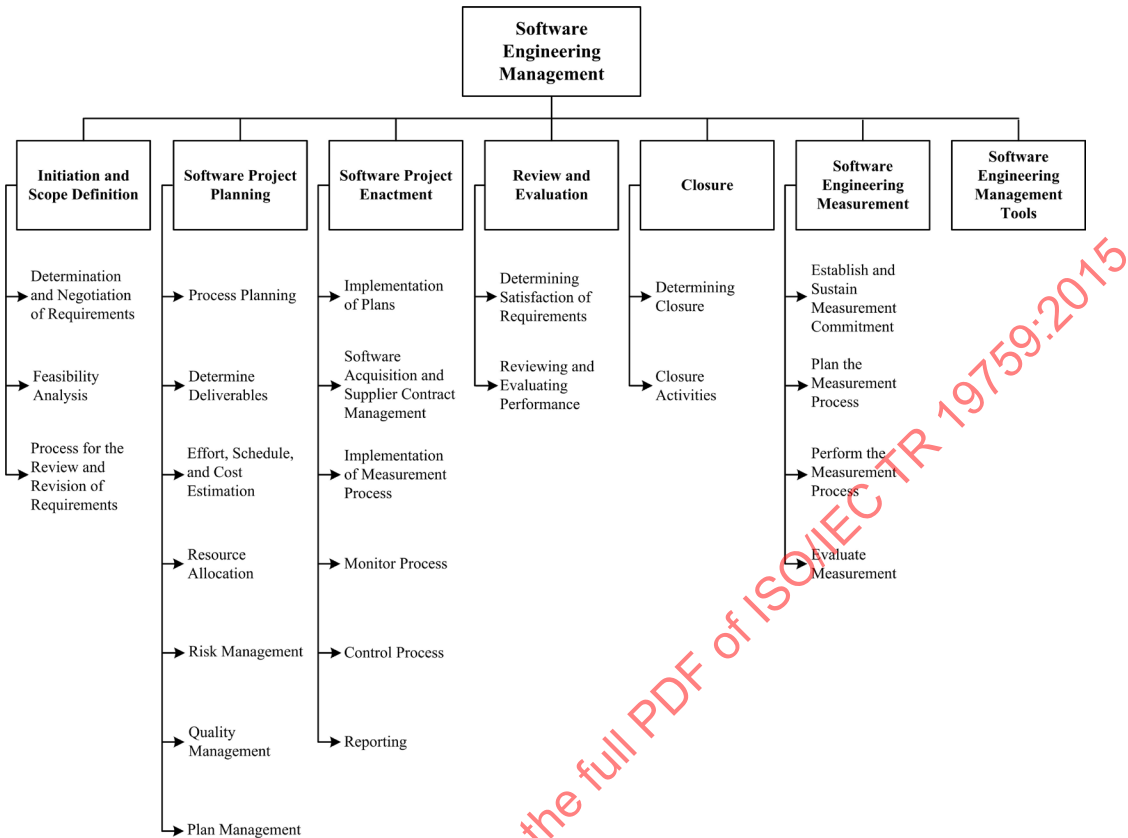 Software
Engineering
Management
Initiation and
Scope Definition
Software Project
Planning
Software Project
Enactment
Review and
Evaluation
Closure
Software
Engineering
Measurement
Software
Engineering
Management
Tools
Determination
and Negotiation
of Requirements
Feasibility
Analysis
Process for the
Review and
Revision of
Requirements
Process Planning
Determine
Deliverables
Effort, Schedule,
and Cost
Estimation
Resource
Allocation
Risk Management
Quality
Management
Plan Management
Implementation
of Plans
Software
Acquisition and
Supplier Contract
Management
Implementation
of Measurement
Process
Monitor Process
Control Process
Reporting
Determining
Satisfaction of
Requirements
Reviewing and
Evaluating
Performance
Determining
Closure
Closure
Activities
Establish and
Sustain
Measurement
Commitment
Plan the
Measurement
Process
Perform the
Measurement
Process
Evaluate
Measurement
the full PDF of ISO/IEC TR 19759:2015